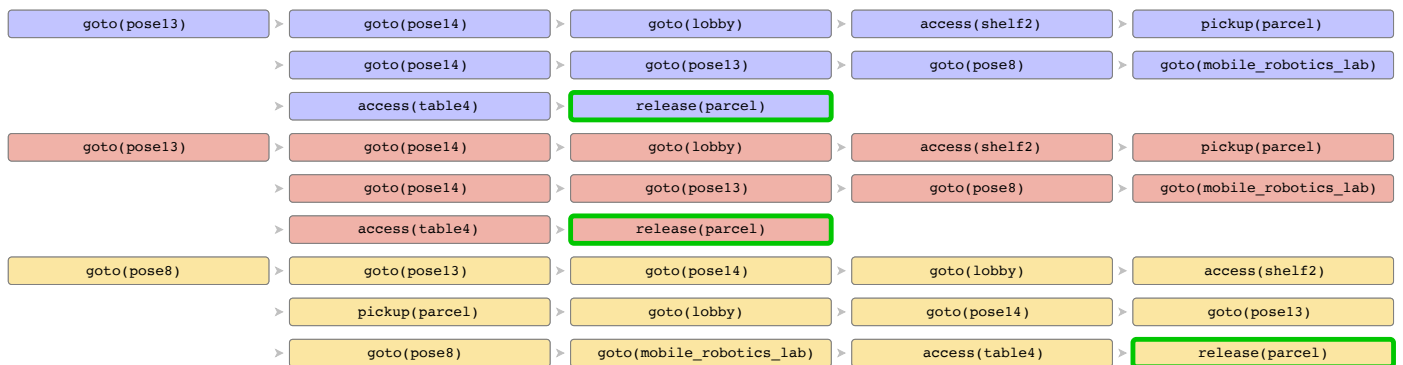 goto(pose13) goto(pose14) goto(lobby) access(shelf2) pickup(parcel)
goto(pose14) goto(pose13) goto(pose8) goto(mobile_robotics_lab)
access(table4) release(parcel)
goto(pose13) goto(pose14) goto(lobby) access(shelf2) pickup(parcel)
goto(pose14) goto(pose13) goto(pose8) goto(mobile_robotics_lab)
access(table4) release(parcel)
goto(pose8) goto(pose13) goto(pose14) goto(lobby) access(shelf2)
pickup(parcel) goto(lobby) goto(pose14) goto(pose13)
goto(pose8) goto(mobile_robotics_lab) access(table4) release(parcel)